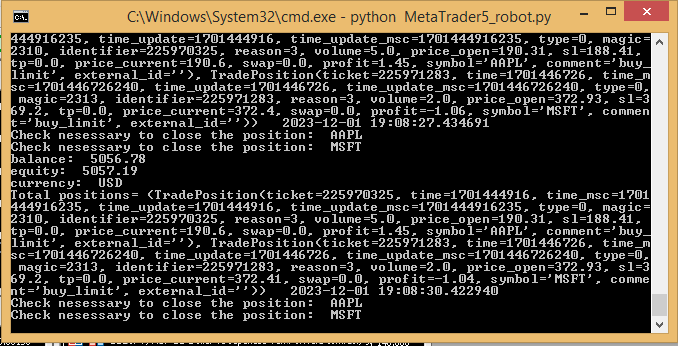 C:\Windows\System32\cmd.exe - python MetaTrader5_robot.py
444916235, time_update=1701444916, time_update_msc=1701444916235, type=0, magic=
2310, identifier=225970325, reason=3, volume=5.0, price_open=190.31, sl=188.41,
tp=0.0, price_current=190.6, swap=0.0, profit=1.45, symbol='AAPL', comment='buy_
limit', external_id=''), TradePosition(ticket=225971283, time=1701446726, time_m
sc=1701446726240, time_update=1701446726, time_update_msc=1701446726240, type=0,
 magic=2313, identifier=225971283, reason=3, volume=2.0, price_open=372.93, sl=3
69.2, tp=0.0, price_current=372.4, swap=0.0, profit=-1.06, symbol='MSFT', commen
t='buy_limit', external_id=''))  2023-12-01 19:08:27.434691
Check nesessary to close the position:  AAPL
Check nesessary to close the position:  MSFT
balance:  5056.78
equity:  5057.19
currency:  USD
Total positions= (TradePosition(ticket=225970325, time=1701444916, time_msc=1701
444916235, time_update=1701444916, time_update_msc=1701444916235, type=0, magic=
2310, identifier=225970325, reason=3, volume=5.0, price_open=190.31, sl=188.41,
tp=0.0, price_current=190.6, swap=0.0, profit=1.45, symbol='AAPL', comment='buy_
limit', external_id=''), TradePosition(ticket=225971283, time=1701446726, time_m
sc=1701446726240, time_update=1701446726, time_update_msc=1701446726240, type=0,
 magic=2313, identifier=225971283, reason=3, volume=2.0, price_open=372.93, sl=3
69.2, tp=0.0, price_current=372.41, swap=0.0, profit=-1.04, symbol='MSFT', comme
nt='buy_limit', external_id=''))  2023-12-01 19:08:30.422940
Check nesessary to close the position:  AAPL
Check nesessary to close the position:  MSFT